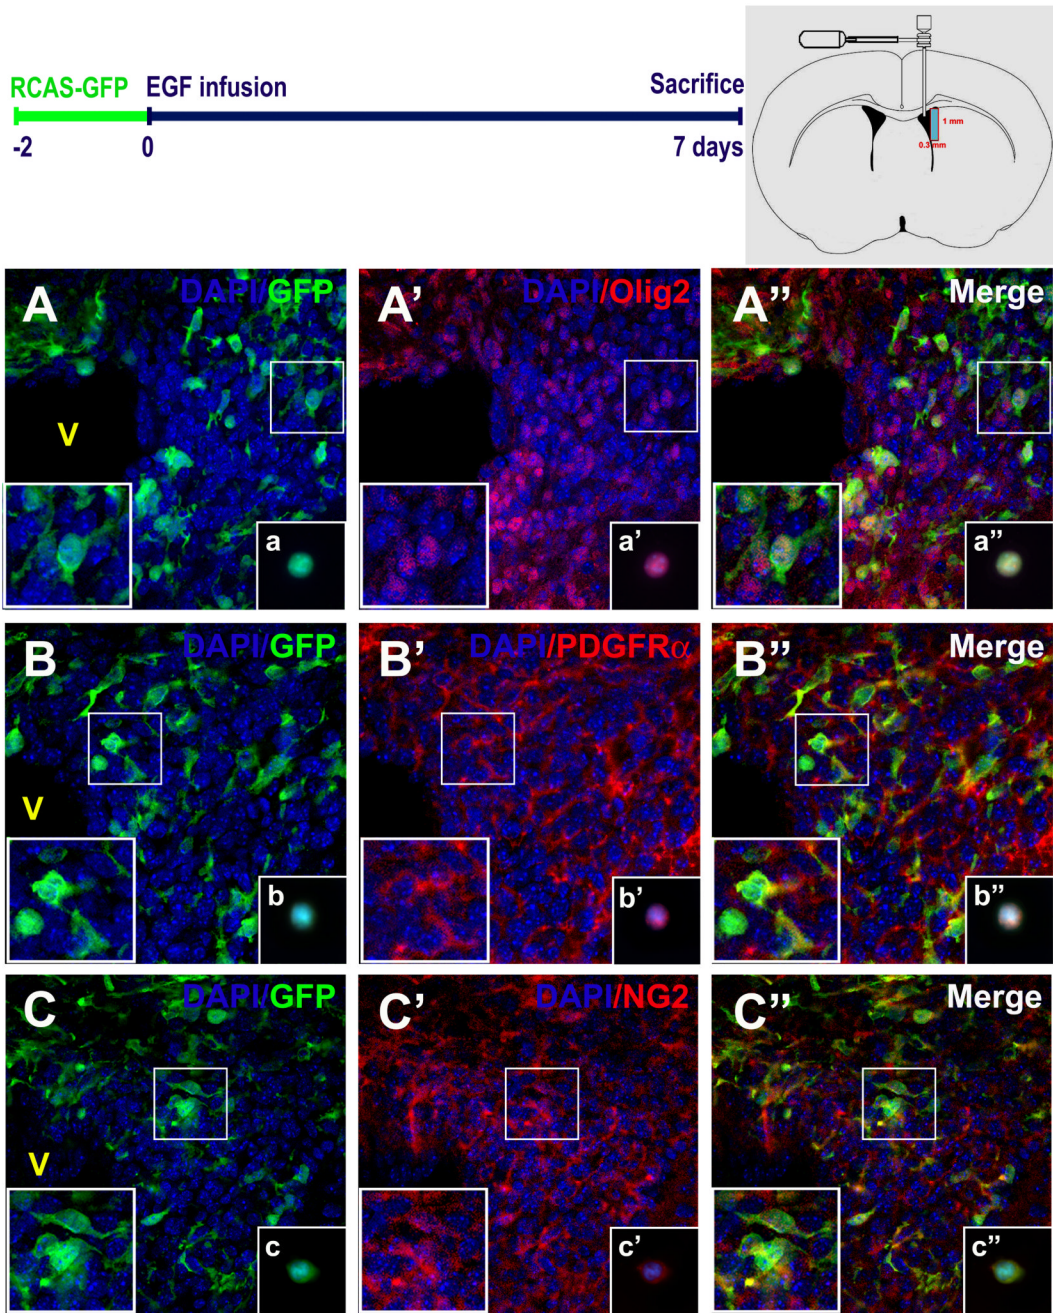 RCAS-GFP EGF infusion Sacrifice
-2 0 7 days
1 mm
0.3 mm
A DAPI/GFP
V
a
A' DAPI/Olig2
a'
A'' Merge
a''
B DAPI/GFP
V
b
B' DAPI/PDGFRα
b'
B'' Merge
b''
C DAPI/GFP
V
c
C' DAPI/NG2
c'
C'' Merge
c''